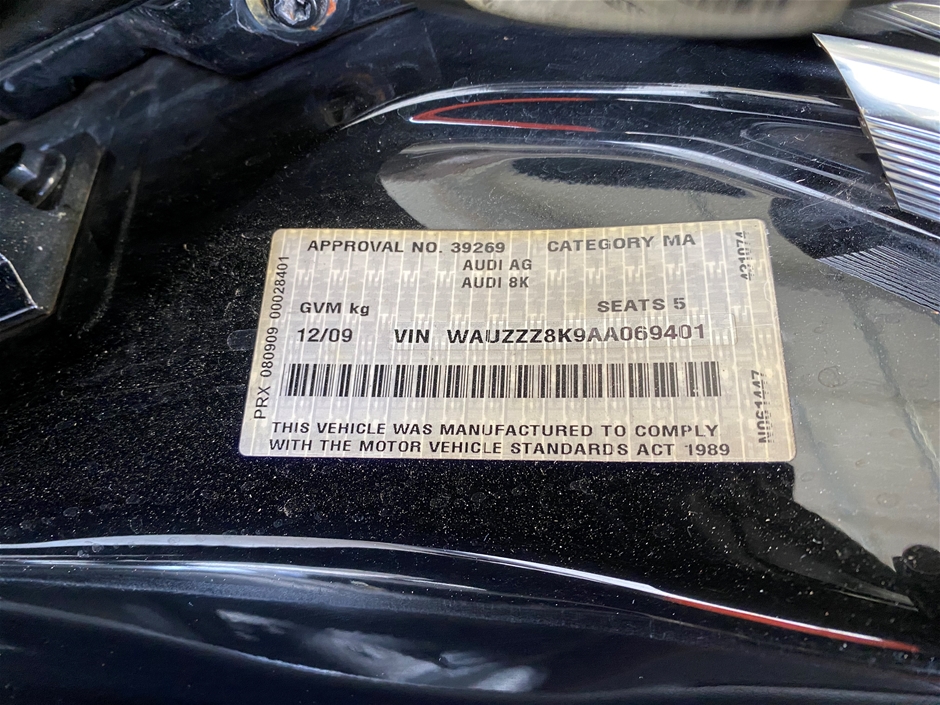 APPROVAL NO. 39269 CATEGORY MA
AUDI AG
AUDI 8K
GVM kg SEATS 5
12/09 VIN WAUZZZ8K9AA069401
THIS VEHICLE WAS MANUFACTURED TO COMPLY
WITH THE MOTOR VEHICLE STANDARDS ACT 1989
PRX 080909 00028401
431074
N061447